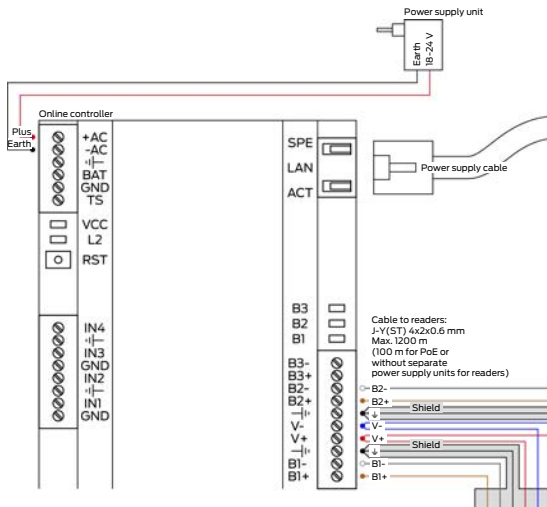 Power supply unit
Earth
18-24 V
Online controller
Plus
Earth
+AC
-AC
BAT
GND
TS
VCC
L2
RST
IN4
IN3
GND
IN2
IN1
GND
SPE
LAN
ACT
Power supply cable
B3
B2
B1
Cable to readers:
J-Y(ST) 4x2x0.6 mm
Max. 1200 m
(100 m for PoE or
without separate
power supply units for readers)
B3-
B3+
B2-
B2+
V-
V+
B1-
B1+
B2-
B2+
Shield
V-
V+
Shield
B1-
B1+